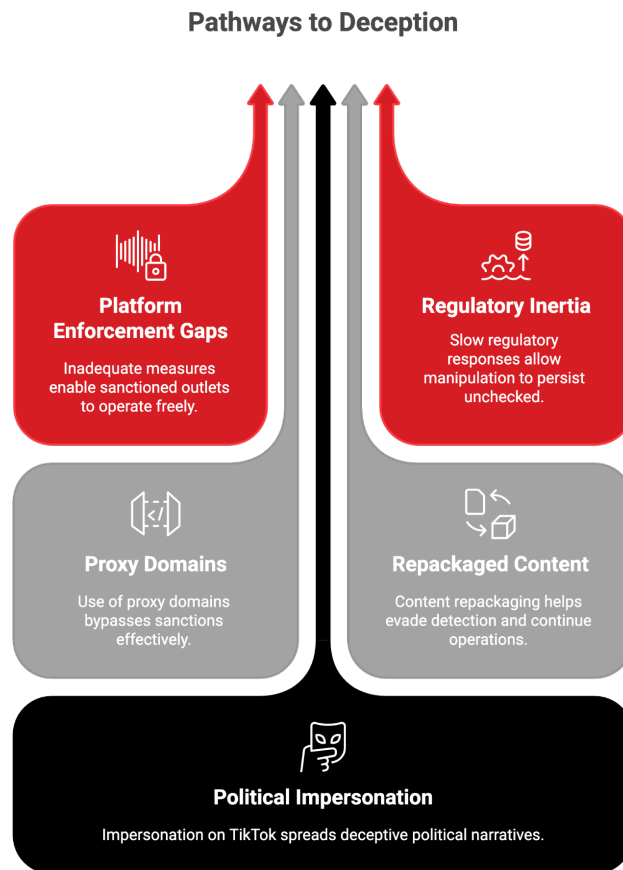 Pathways to Deception
Platform
Enforcement Gaps
Inadequate measures
enable sanctioned outlets
to operate freely.
Regulatory Inertia
Slow regulatory
responses allow
manipulation to persist
unchecked.
Proxy Domains
Use of proxy domains
bypasses sanctions
effectively.
Repackaged Content
Content repackaging helps
evade detection and continue
operations.
Political Impersonation
Impersonation on TikTok spreads deceptive political narratives.